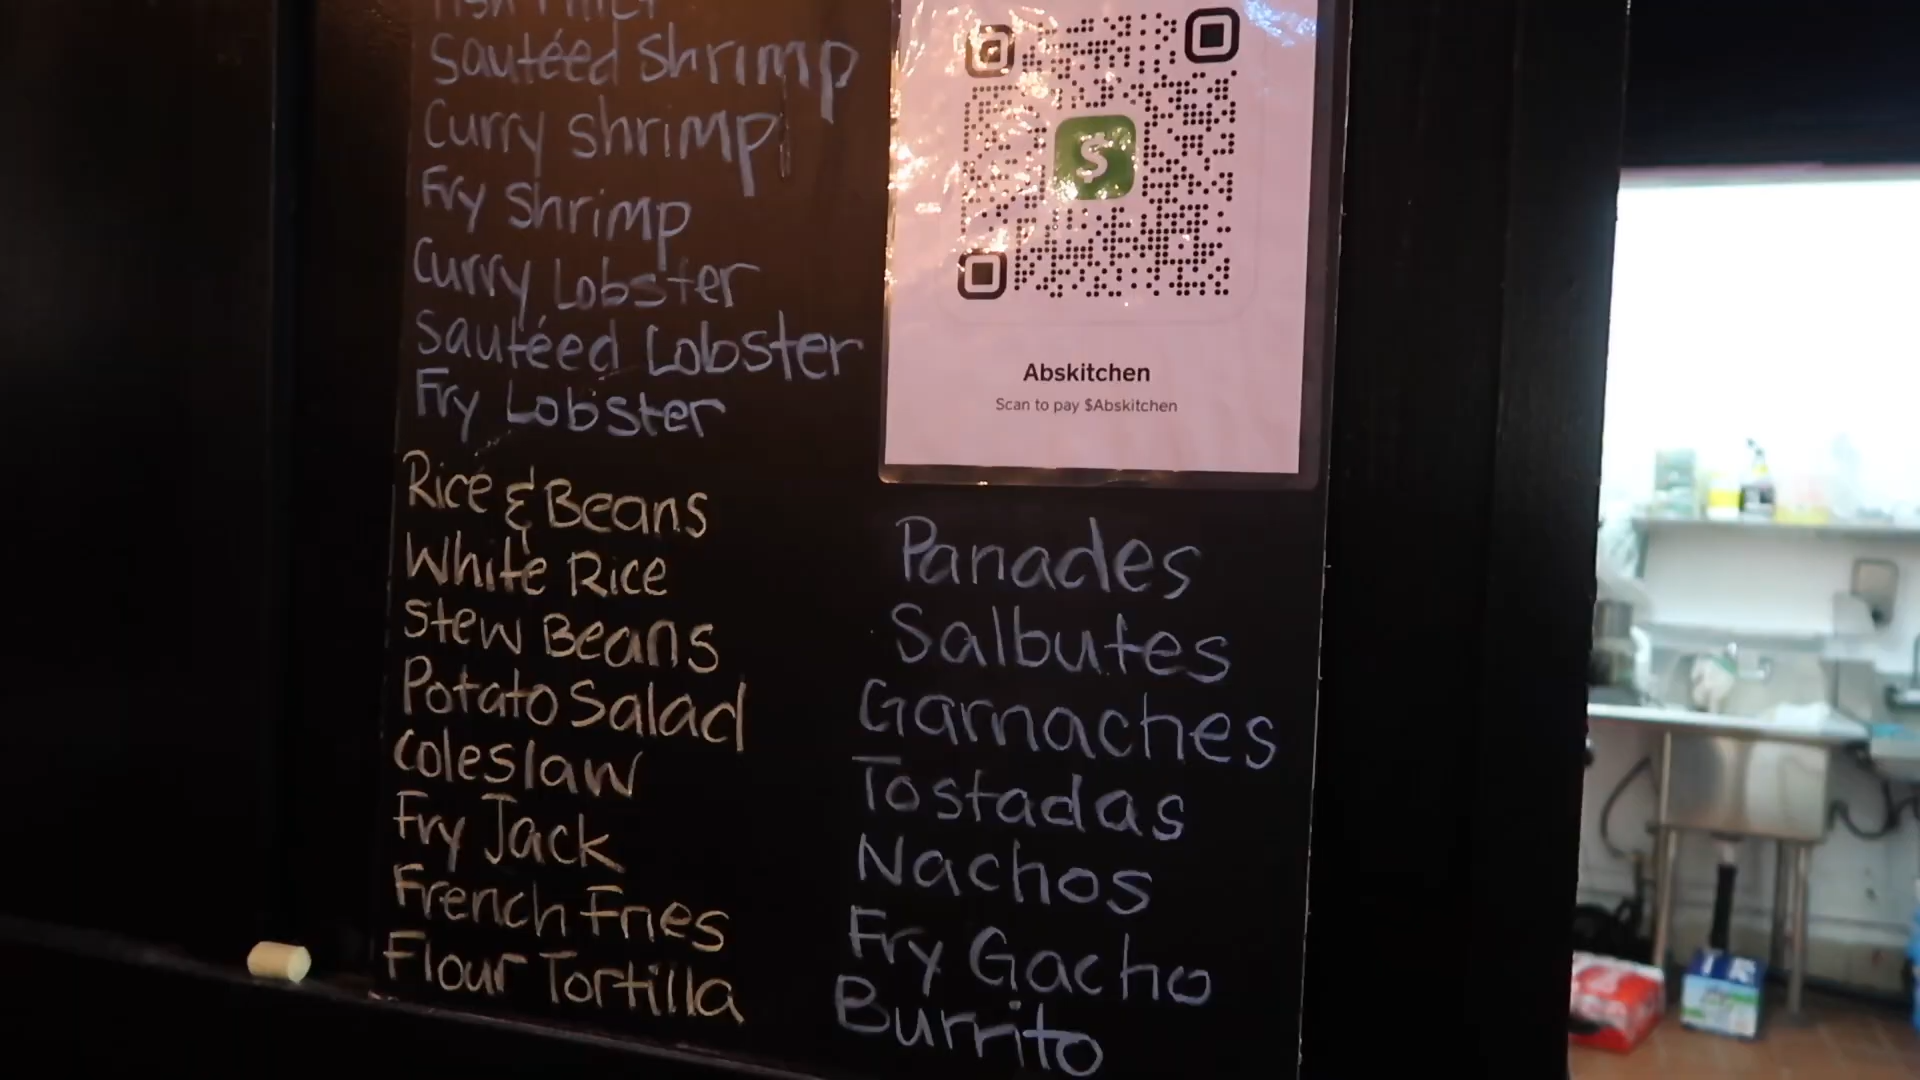 Sautéed Shrimp
Curry Shrimp
Fry Shrimp
Curry Lobster
Sautéed Lobster
Fry Lobster
Rice & Beans
White Rice
Stew Beans
Potato Salad
Coleslaw
Fry Jack
French Fries
Flour Tortilla
$
Abskitchen
Scan to pay $Abskitchen
Panades
Salbutes
Garnaches
Tostadas
Nachos
Fry Gacho
Burrito